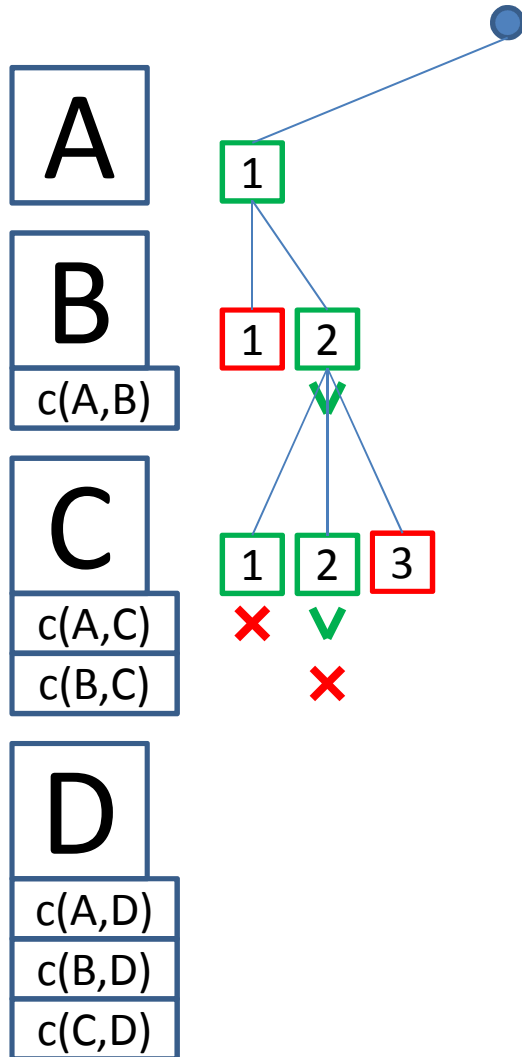 A
1
B
1 2
c(A,B)
C
1 2 3
c(A,C)
c(B,C)
D
c(A,D)
c(B,D)
c(C,D)